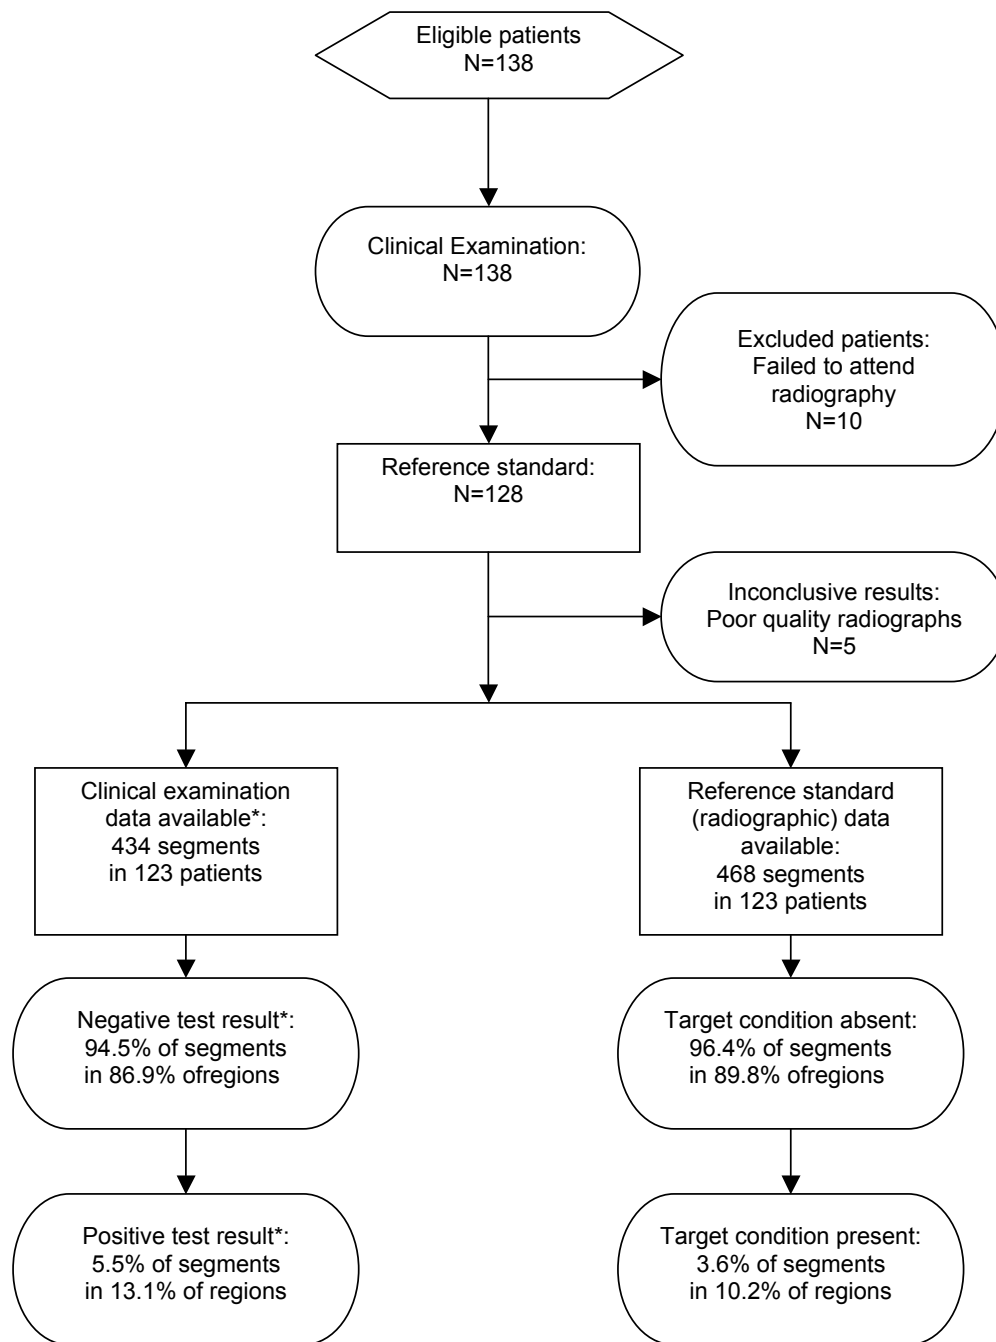 Eligible patients
N=138
Clinical Examination:
N=138
Excluded patients:
Failed to attend
radiography
N=10
Reference standard:
N=128
Inconclusive results:
Poor quality radiographs
N=5
Clinical examination
data available*:
434 segments
in 123 patients
Reference standard
(radiographic) data
available:
468 segments
in 123 patients
Negative test result*:
94.5% of segments
in 86.9% ofregions
Target condition absent:
96.4% of segments
in 89.8% ofregions
Positive test result*:
5.5% of segments
in 13.1% of regions
Target condition present:
3.6% of segments
in 10.2% of regions